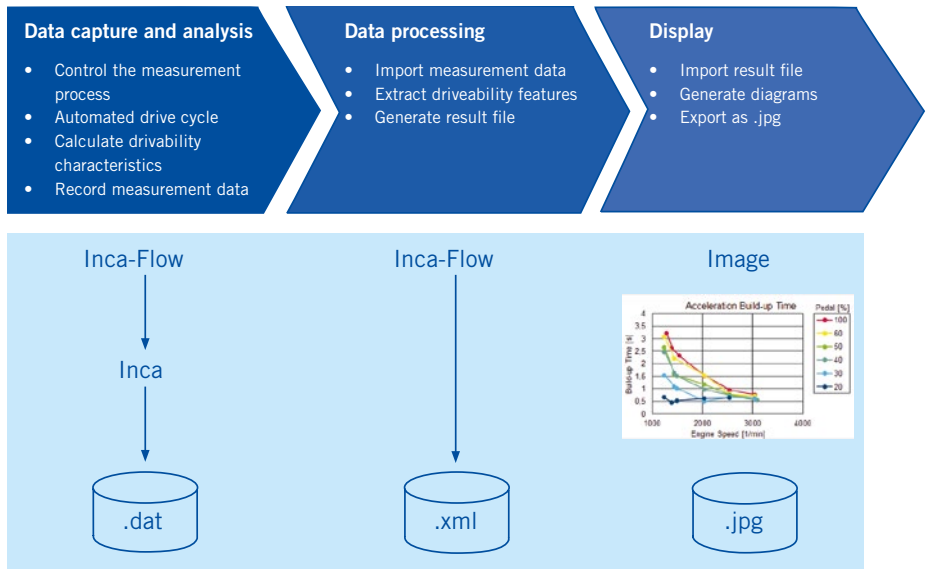 Data capture and analysis
• Control the measurement
process
• Automated drive cycle
• Calculate drivability
characteristics
• Record measurement data
Data processing
• Import measurement data
• Extract driveability features
• Generate result file
Display
• Import result file
• Generate diagrams
• Export as .jpg
Inca-Flow
Inca
.dat
Inca-Flow
.xml
Image
Acceleration Build-up Time
Pedal [%]
100
60
50
40
30
20
Build-up Time [s]
4
3.5
3
2.5
2
1.5
1
0.5
0
1000 2000 3000 4000
Engine Speed [1/min]
.jpg